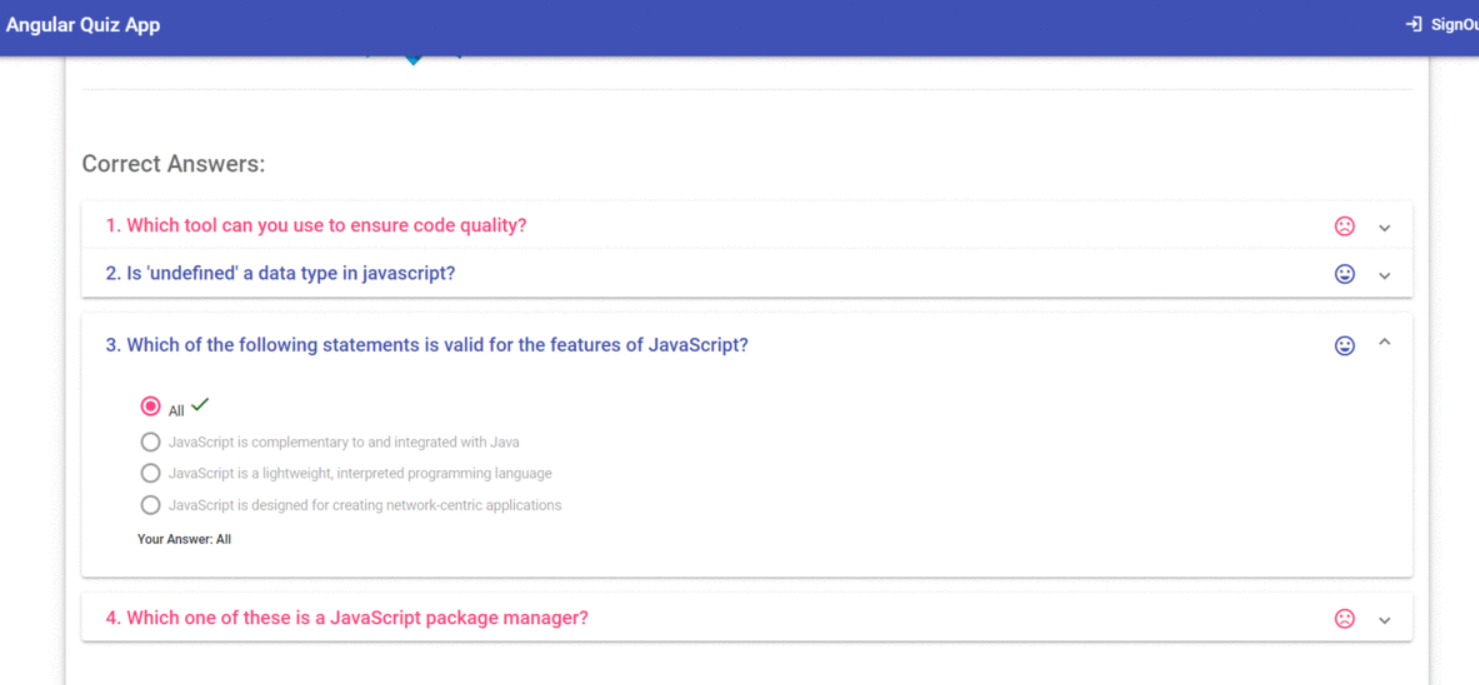 Angular Quiz App
SignOu
Correct Answers:
1. Which tool can you use to ensure code quality?
2. Is 'undefined' a data type in javascript?
3. Which of the following statements is valid for the features of JavaScript?
All
JavaScript is complementary to and integrated with Java
JavaScript is a lightweight, interpreted programming language
JavaScript is designed for creating network-centric applications
Your Answer: All
4. Which one of these is a JavaScript package manager?